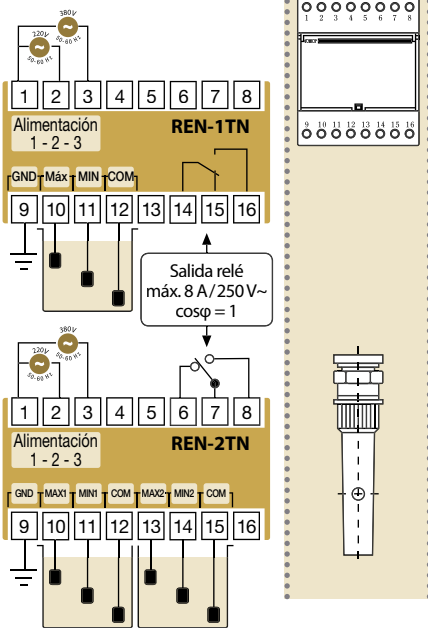 380V
50-60 Hz
220V
50-60 Hz
1 2 3 4 5 6 7 8
Alimentación
1 - 2 - 3
REN-1TN
GND Máx MIN COM
9 10 11 12 13 14 15 16
Salida relé
máx. 8 A / 250 V~
cosφ = 1
380V
50-60 Hz
220V
50-60 Hz
1 2 3 4 5 6 7 8
Alimentación
1 - 2 - 3
REN-2TN
GND MAX1 MIN1 COM MAX2 MIN2 COM
9 10 11 12 13 14 15 16
1 2 3 4 5 6 7 8
9 10 11 12 13 14 15 16